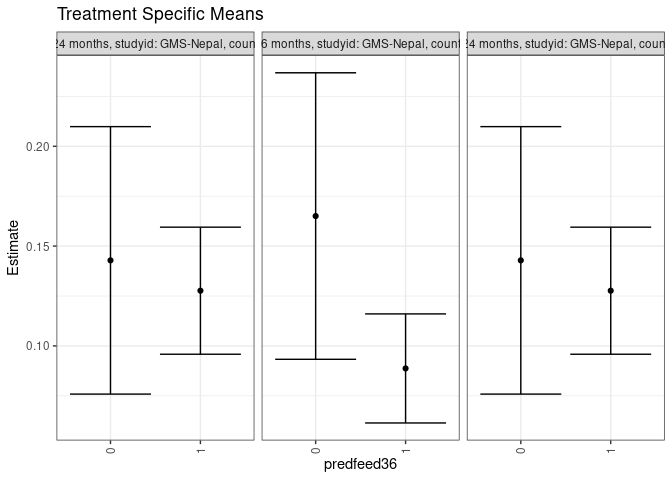 Treatment Specific Means
24 months, studyid: GMS-Nepal, coun
6 months, studyid: GMS-Nepal, count
24 months, studyid: GMS-Nepal, coun
Estimate
0.20
0.15
0.10
0 1 0 1 0 1
predfeed36